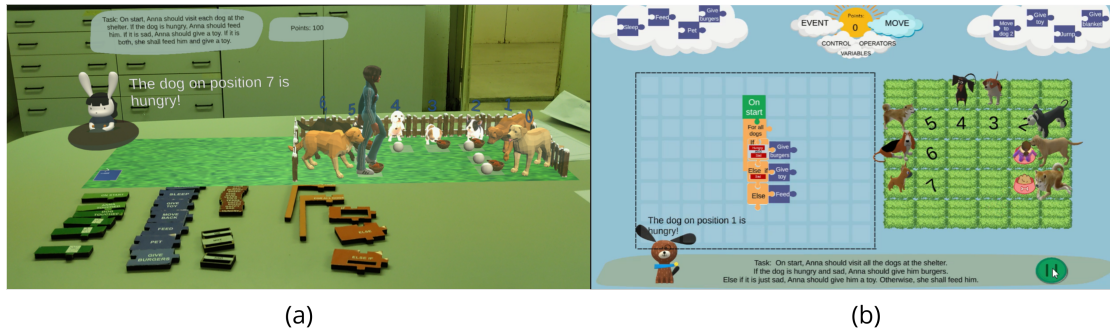 Task: On start, Anna should visit each dog at the
shelter. If the dog is hungry, Anna should feed
him. If it is sad, Anna should give a toy. If it is
both, she shall feed him and give a toy.
Points: 100
The dog on position 7 is
hungry!
6 5 4 3 2 1 0
SLEEP
GIVE
TOY
MOVE
BACK
FEED
PET
GIVE
BURGERS
ELSE
ELSE IF
(a)
Sleep
Feed
Pet
Give
burgers
EVENT
Points:
0
MOVE
CONTROL OPERATORS
VARIABLES
Move
to
dog 2
Give
toy
jump
Give
blanket
On
start
For all
dogs
If
Give
burgers
Else if
Give
toy
Else
Feed
5 4 3 2
6
7
The dog on position 1 is
hungry!
Task: On start, Anna should visit all the dogs at the shelter.
If the dog is hungry and sad, Anna should give him burgers.
Else if it is just sad, Anna should give him a toy. Otherwise, she shall feed him.
(b)